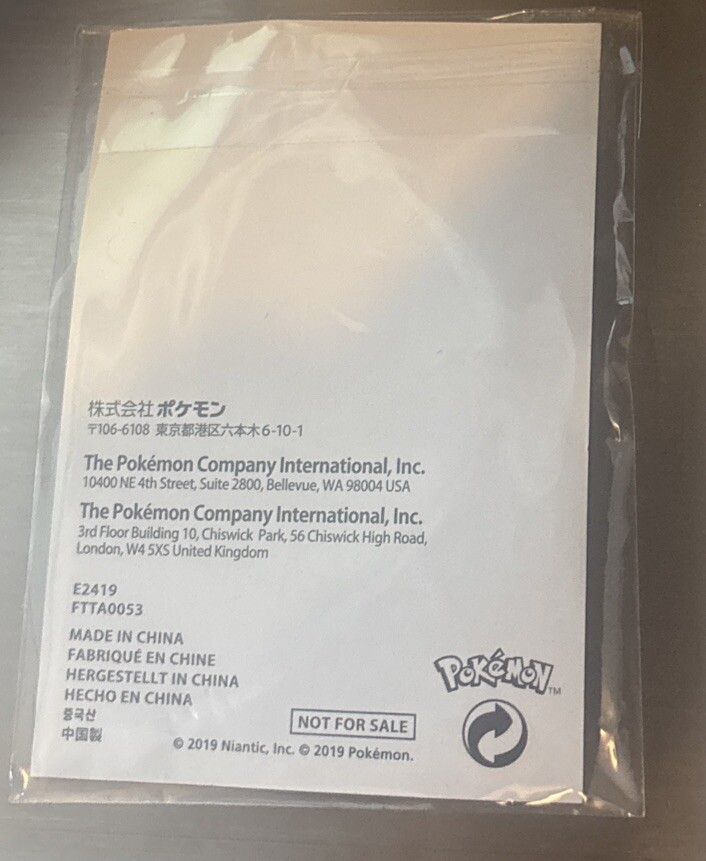 株式会社ポケモン
〒106-6108 東京都港区六本木6-10-1
The Pokémon Company International, Inc.
10400 NE 4th Street, Suite 2800, Bellevue, WA 98004 USA
The Pokémon Company International, Inc.
3rd Floor Building 10, Chiswick Park, 56 Chiswick High Road,
London, W4 5XS United Kingdom
E2419
FTTA0053
MADE IN CHINA
FABRIQUÉ EN CHINE
HERGESTELLT IN CHINA
HECHO EN CHINA
중국산
中国製
POKéMON TM
NOT FOR SALE
© 2019 Niantic, Inc. © 2019 Pokémon.